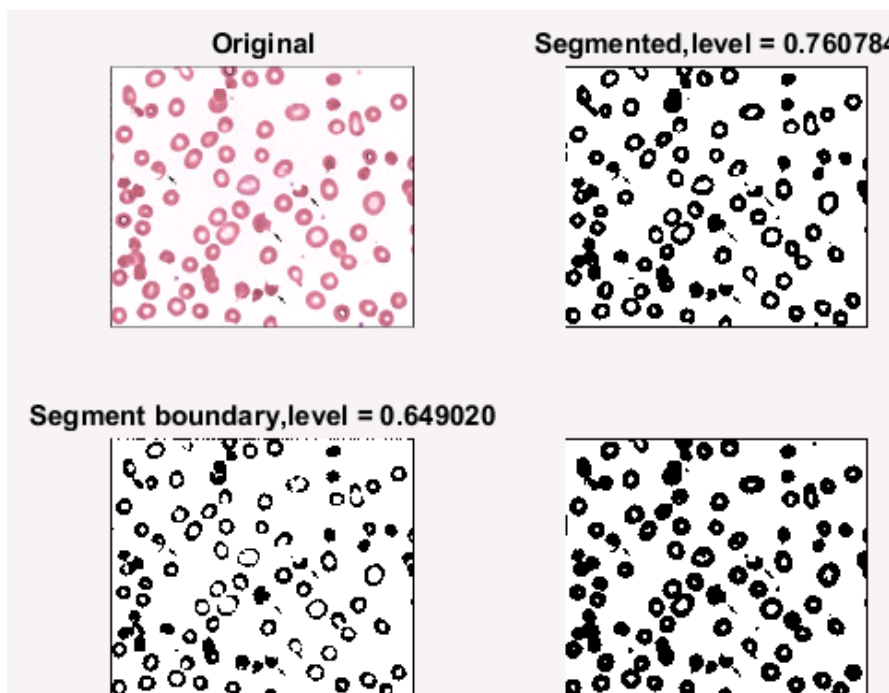 Original
Segmented,level = 0.760784
Segment boundary,level = 0.649020